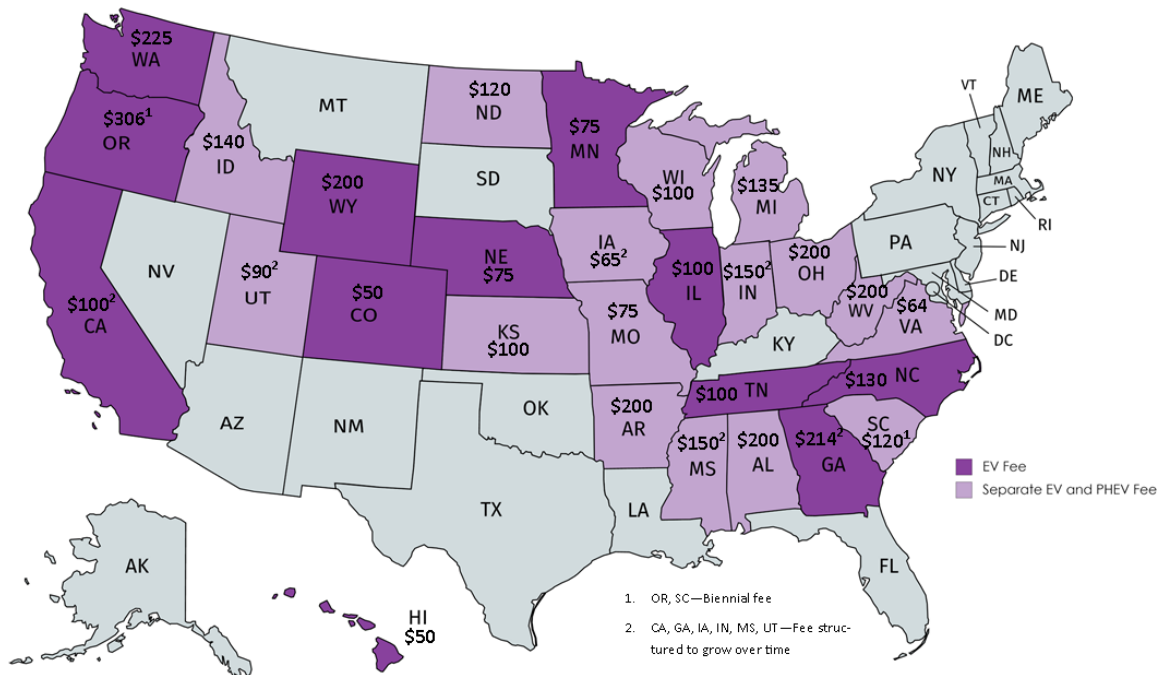 $225
WA
$306¹
OR
$140
ID
MT
$120
ND
$75
MN
SD
$200
WY
WI
$100
$135
MI
VT
ME
NH
NY
MA
CT
RI
NV
$90²
UT
$50
CO
NE
$75
IA
$65²
$100
IL
$150²
IN
$200
OH
PA
NJ
DE
MD
DC
$100²
CA
KS
$100
$75
MO
$200
WV
$64
VA
KY
AZ
NM
OK
$200
AR
$100 TN
$130 NC
SC
$120¹
$150²
MS
$200
AL
$214²
GA
EV Fee
Separate EV and PHEV Fee
TX
LA
FL
AK
HI
$50
1. OR, SC—Biennial fee
2. CA, GA, IA, IN, MS, UT—Fee struc-
tured to grow over time